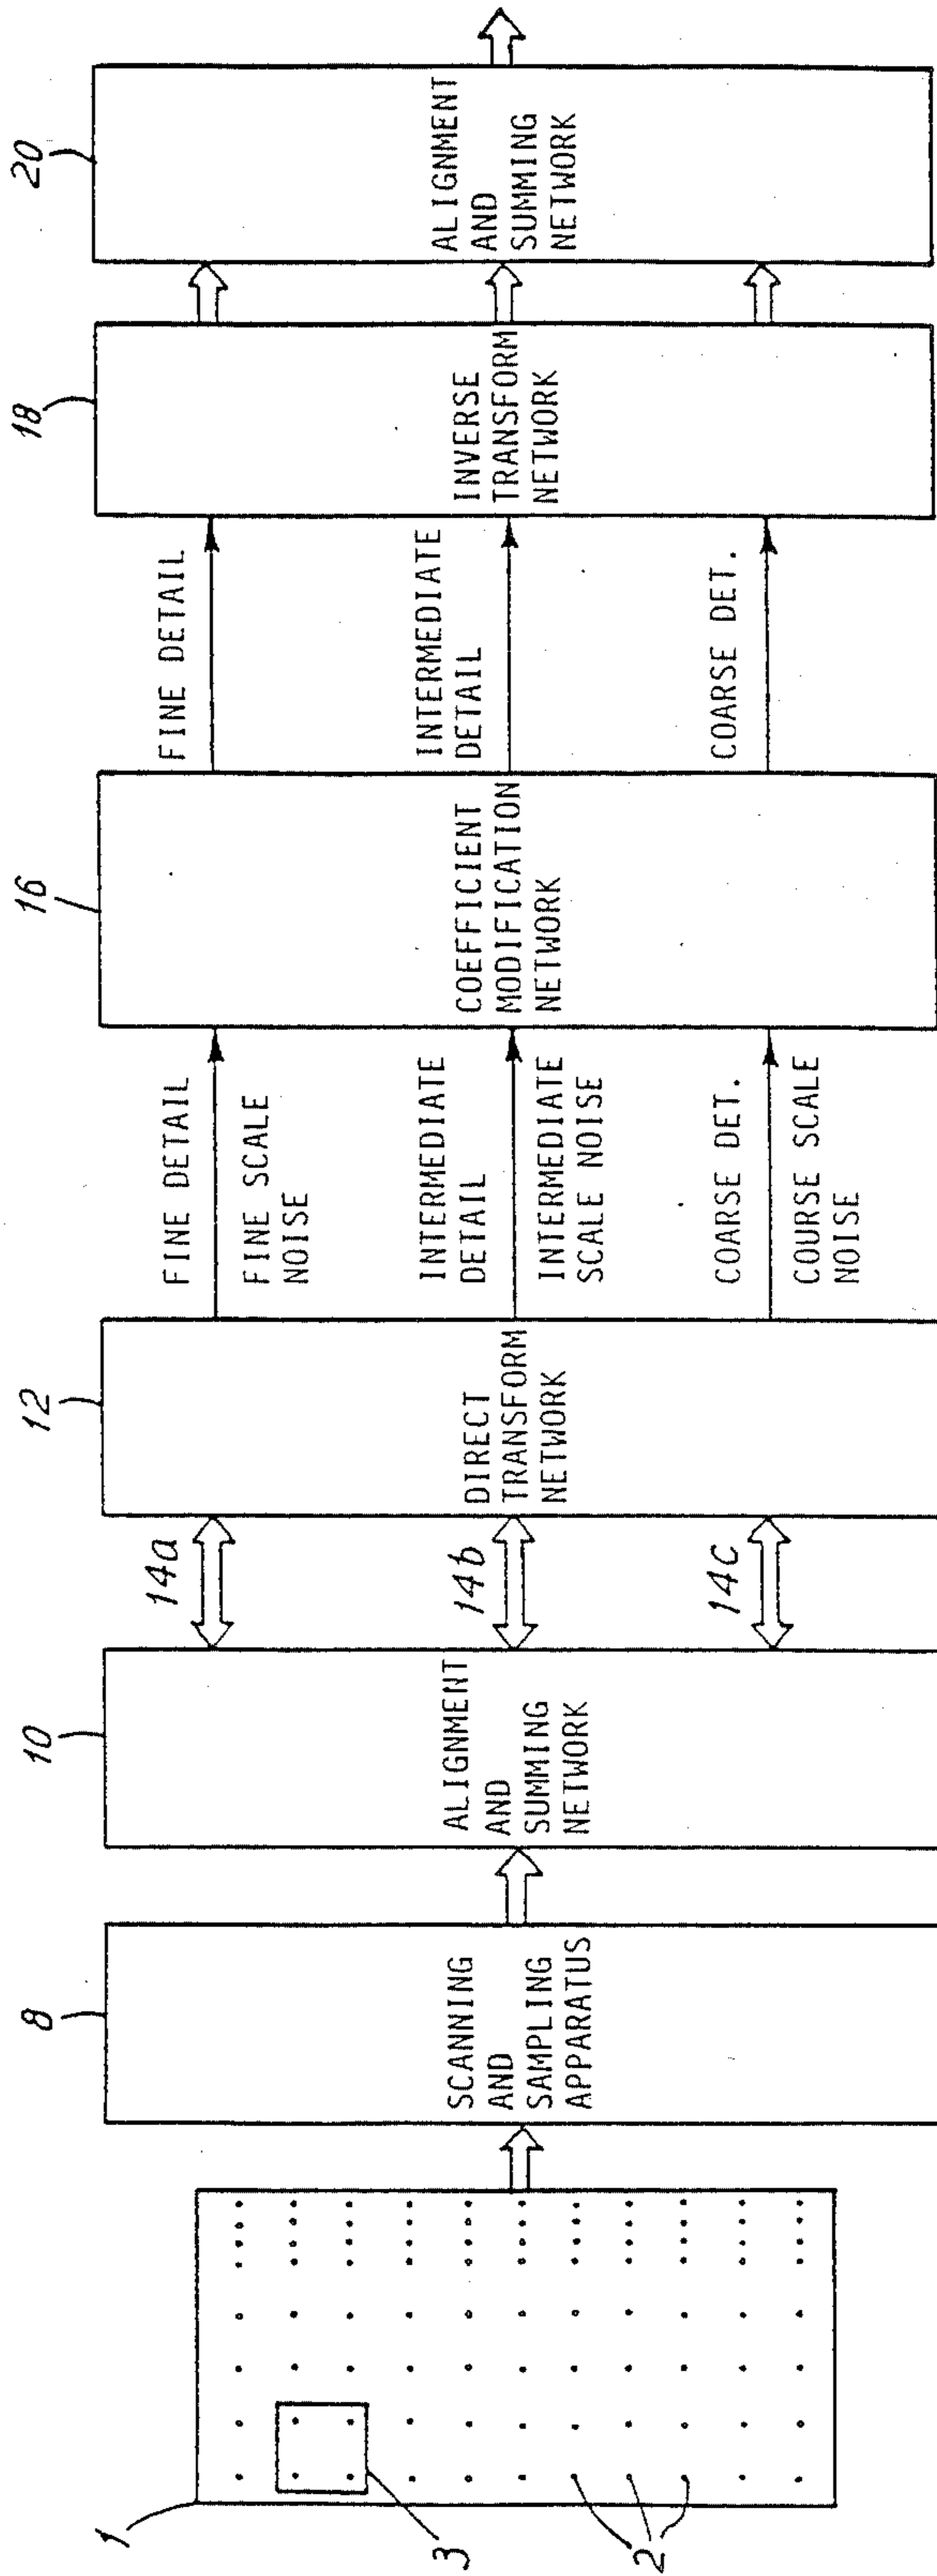 1
3
2
8
SCANNING
AND
SAMPLING
APPARATUS
10
ALIGNMENT
AND
SUMMING
NETWORK
14a
14b
14c
12
DIRECT
TRANSFORM
NETWORK
FINE DETAIL
FINE SCALE
NOISE
INTERMEDIATE
DETAIL
INTERMEDIATE
SCALE NOISE
COARSE DET.
COURSE SCALE
NOISE
16
COEFFICIENT
MODIFICATION
NETWORK
FINE DETAIL
INTERMEDIATE
DETAIL
COARSE DET.
18
INVERSE
TRANSFORM
NETWORK
20
ALIGNMENT
AND
SUMMING
NETWORK